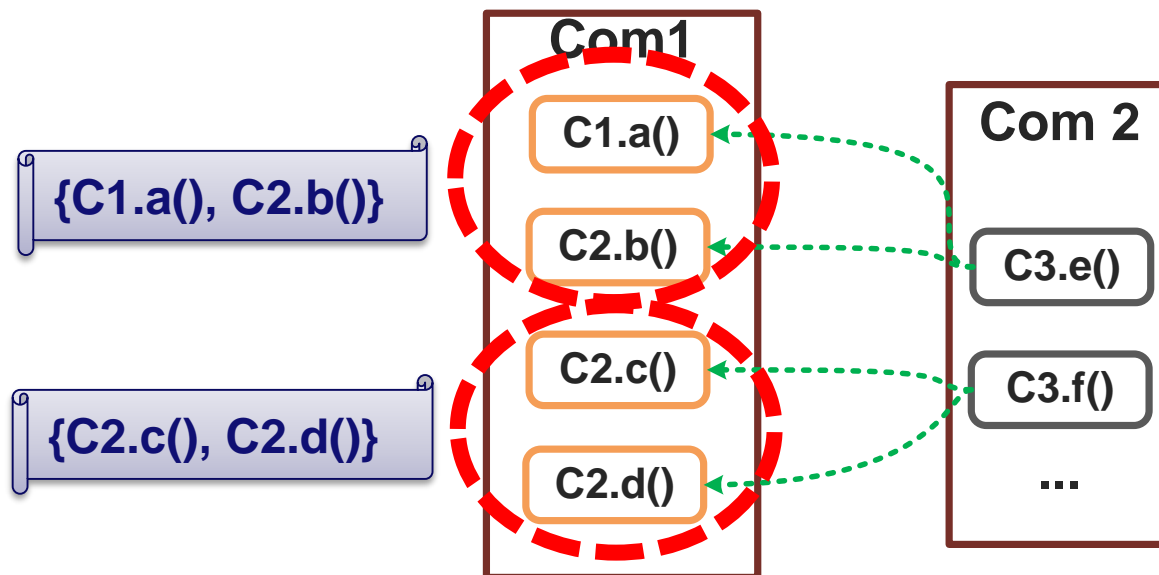 Com1
C1.a()
C2.b()
C2.c()
C2.d()
{C1.a(), C2.b()}
{C2.c(), C2.d()}
Com 2
C3.e()
C3.f()
...